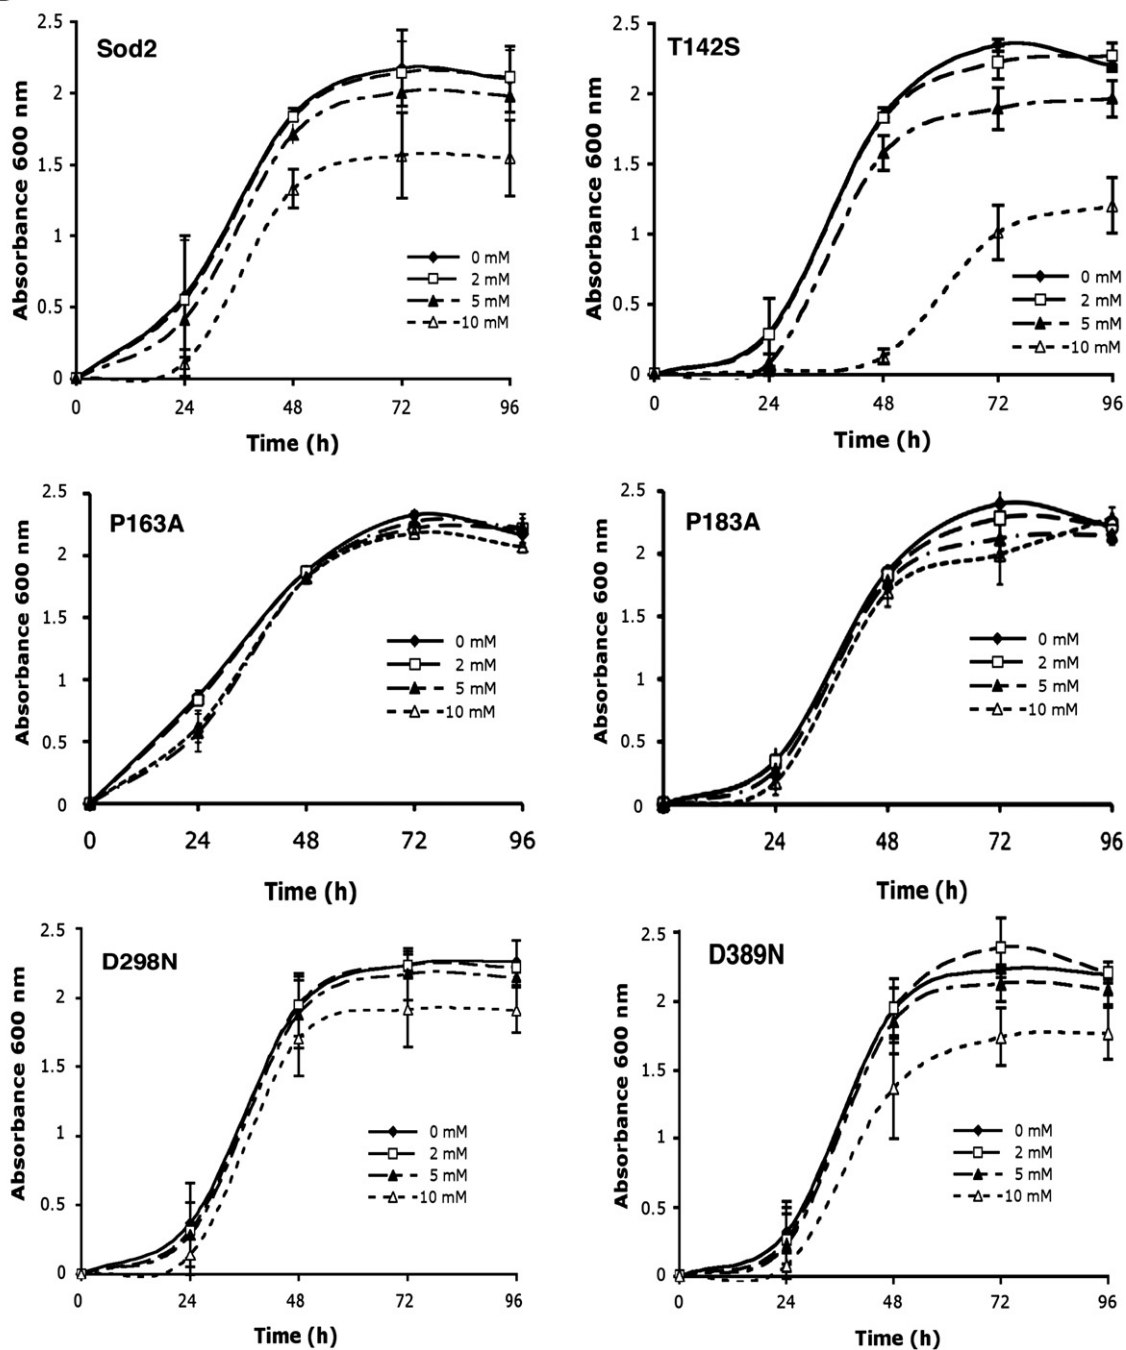 Sod2
Absorbance 600 nm
2.5
2
1.5
1
0.5
0
0 24 48 72 96
Time (h)
0 mM
2 mM
5 mM
10 mM
T142S
Absorbance 600 nm
2.5
2
1.5
1
0.5
0
0 24 48 72 96
Time (h)
0 mM
2 mM
5 mM
10 mM
P163A
Absorbance 600 nm
2.5
2
1.5
1
0.5
0
0 24 48 72 96
Time (h)
0 mM
2 mM
5 mM
10 mM
P183A
Absorbance 600 nm
2.5
2
1.5
1
0.5
0
24 48 72 96
Time (h)
0 mM
2 mM
5 mM
10 mM
D298N
Absorbance 600 nm
2.5
2
1.5
1
0.5
0
0 24 48 72 96
Time (h)
0 mM
2 mM
5 mM
10 mM
D389N
Absorbance 600 nm
2.5
2
1.5
1
0.5
0
0 24 48 72 96
Time (h)
0 mM
2 mM
5 mM
10 mM